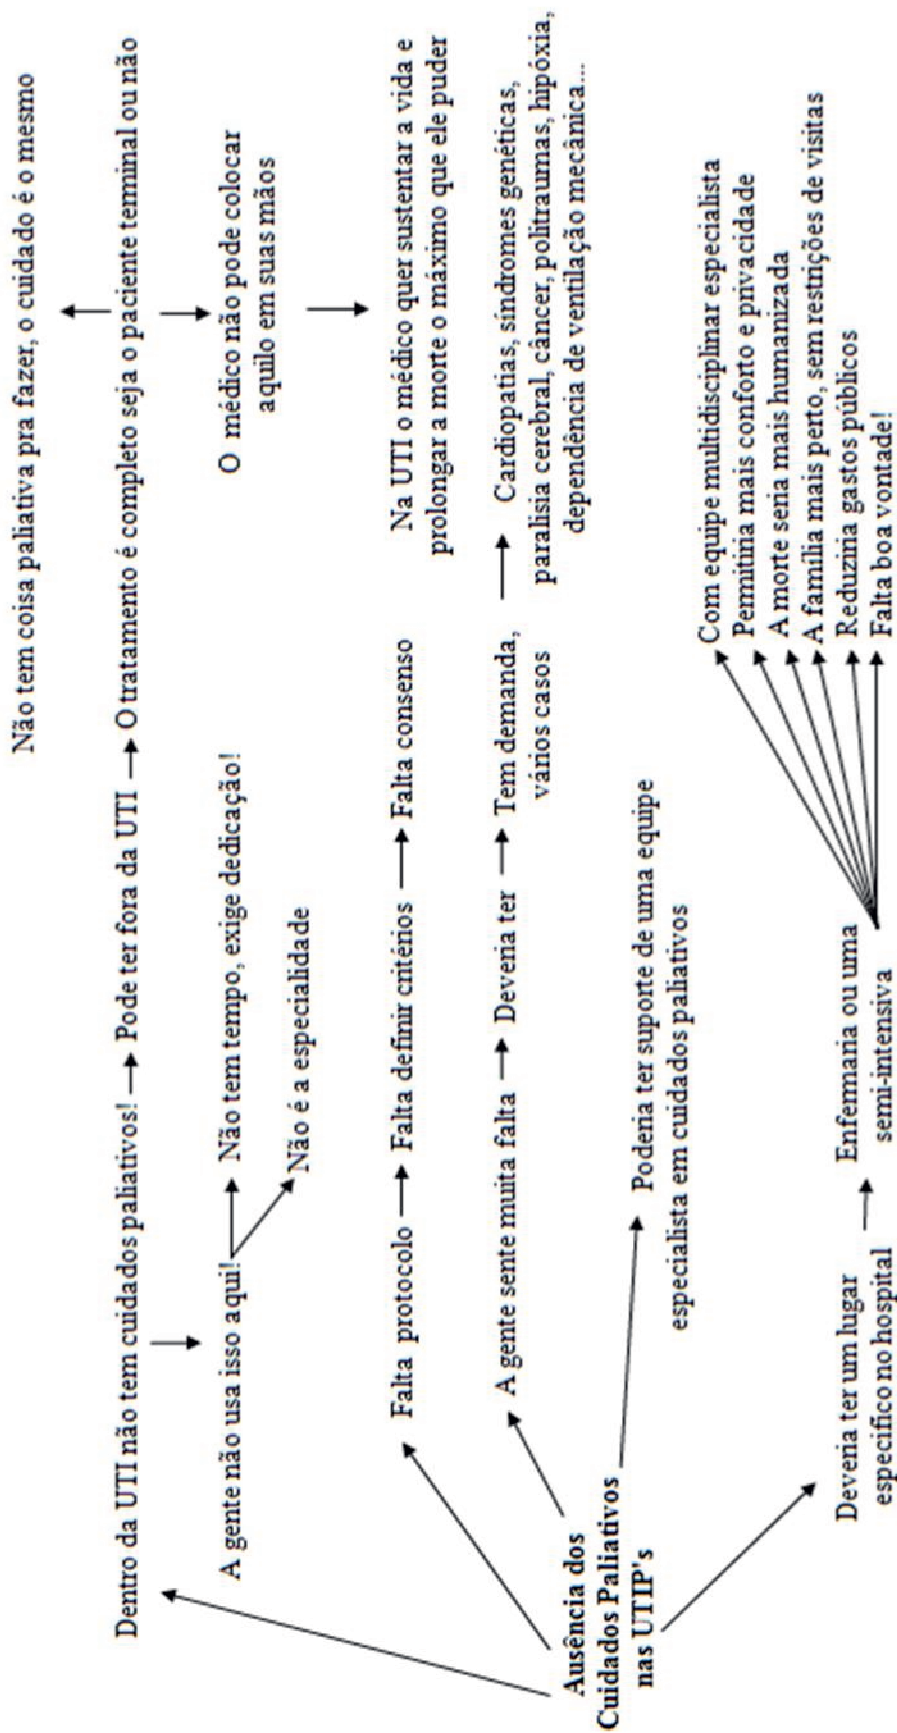 Não tem coisa paliativa pra fazer, o cuidado é o mesmo
Dentro da UTI não tem cuidados paliativos!
Pode ter fora da UTI
O tratamento é completo seja o paciente terminal ou não
A gente não usa isso aqui!
Não tem tempo, exige dedicação!
Não é a especialidade
O médico não pode colocar
aquilo em suas mãos
Na UTI o médico quer sustentar a vida e
prolongar a morte o máximo que ele puder
Falta protocolo
Falta definir critérios
Falta consenso
A gente sente muita falta
Deveria ter
Tem demanda,
vários casos
Cardiopatias, síndromes genéticas,
paralisia cerebral, câncer, politraumas, hipóxia,
dependência de ventilação mecânica...
Ausência dos
Cuidados Paliativos
nas UTIP's
Poderia ter suporte de uma equipe
especialista em cuidados paliativos
Deveria ter um lugar
específico no hospital
Enfermaria ou uma
semi-intensiva
Com equipe multidisciplinar especialista
Permitiria mais conforto e privacidade
A morte seria mais humanizada
A família mais perto, sem restrições de visitas
Reduziria gastos públicos
Falta boa vontade!